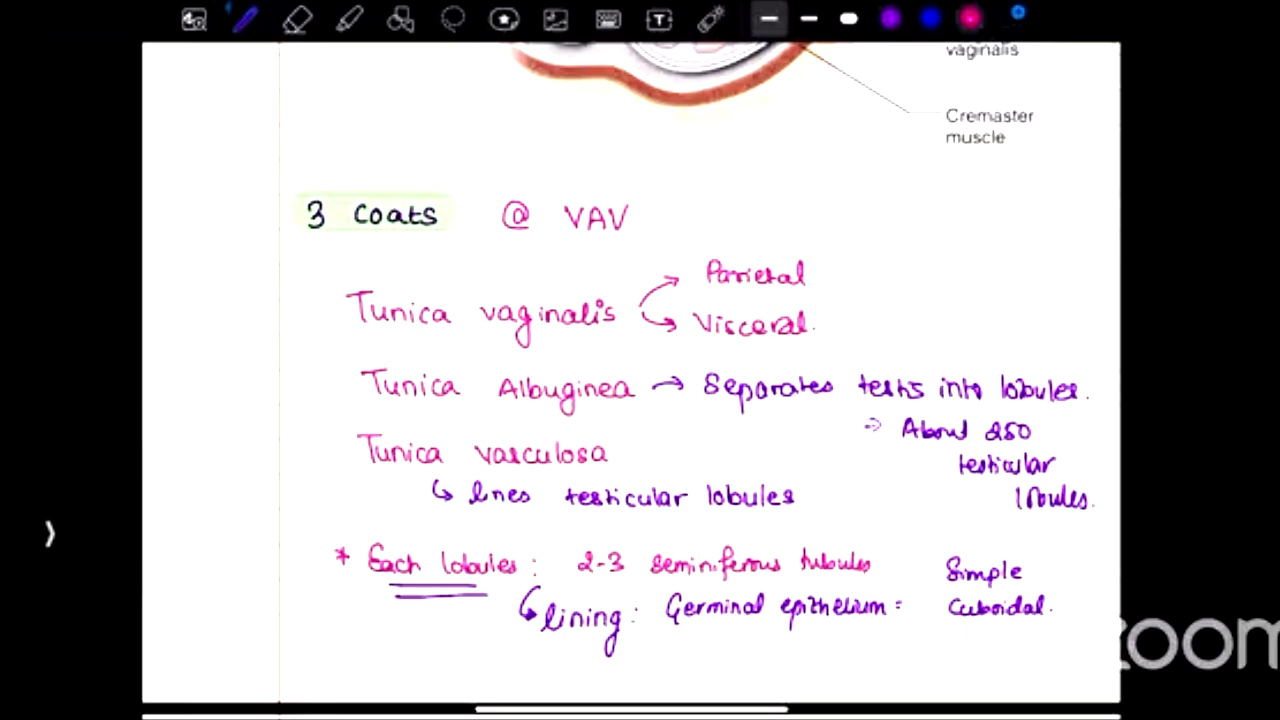 vaginalis
Cremaster
muscle
3 Coats @ VAV
Parietal
Tunica vaginalis
Visceral.
Tunica Albuginea → Separates testis into lobules.
⇒ About 250
testicular
lobules.
Tunica vasculosa
↳ lines testicular lobules
* Each lobules : 2-3 seminiferous tubules
↳ lining : Germinal epithelium = Simple
Cuboidal.
zoom